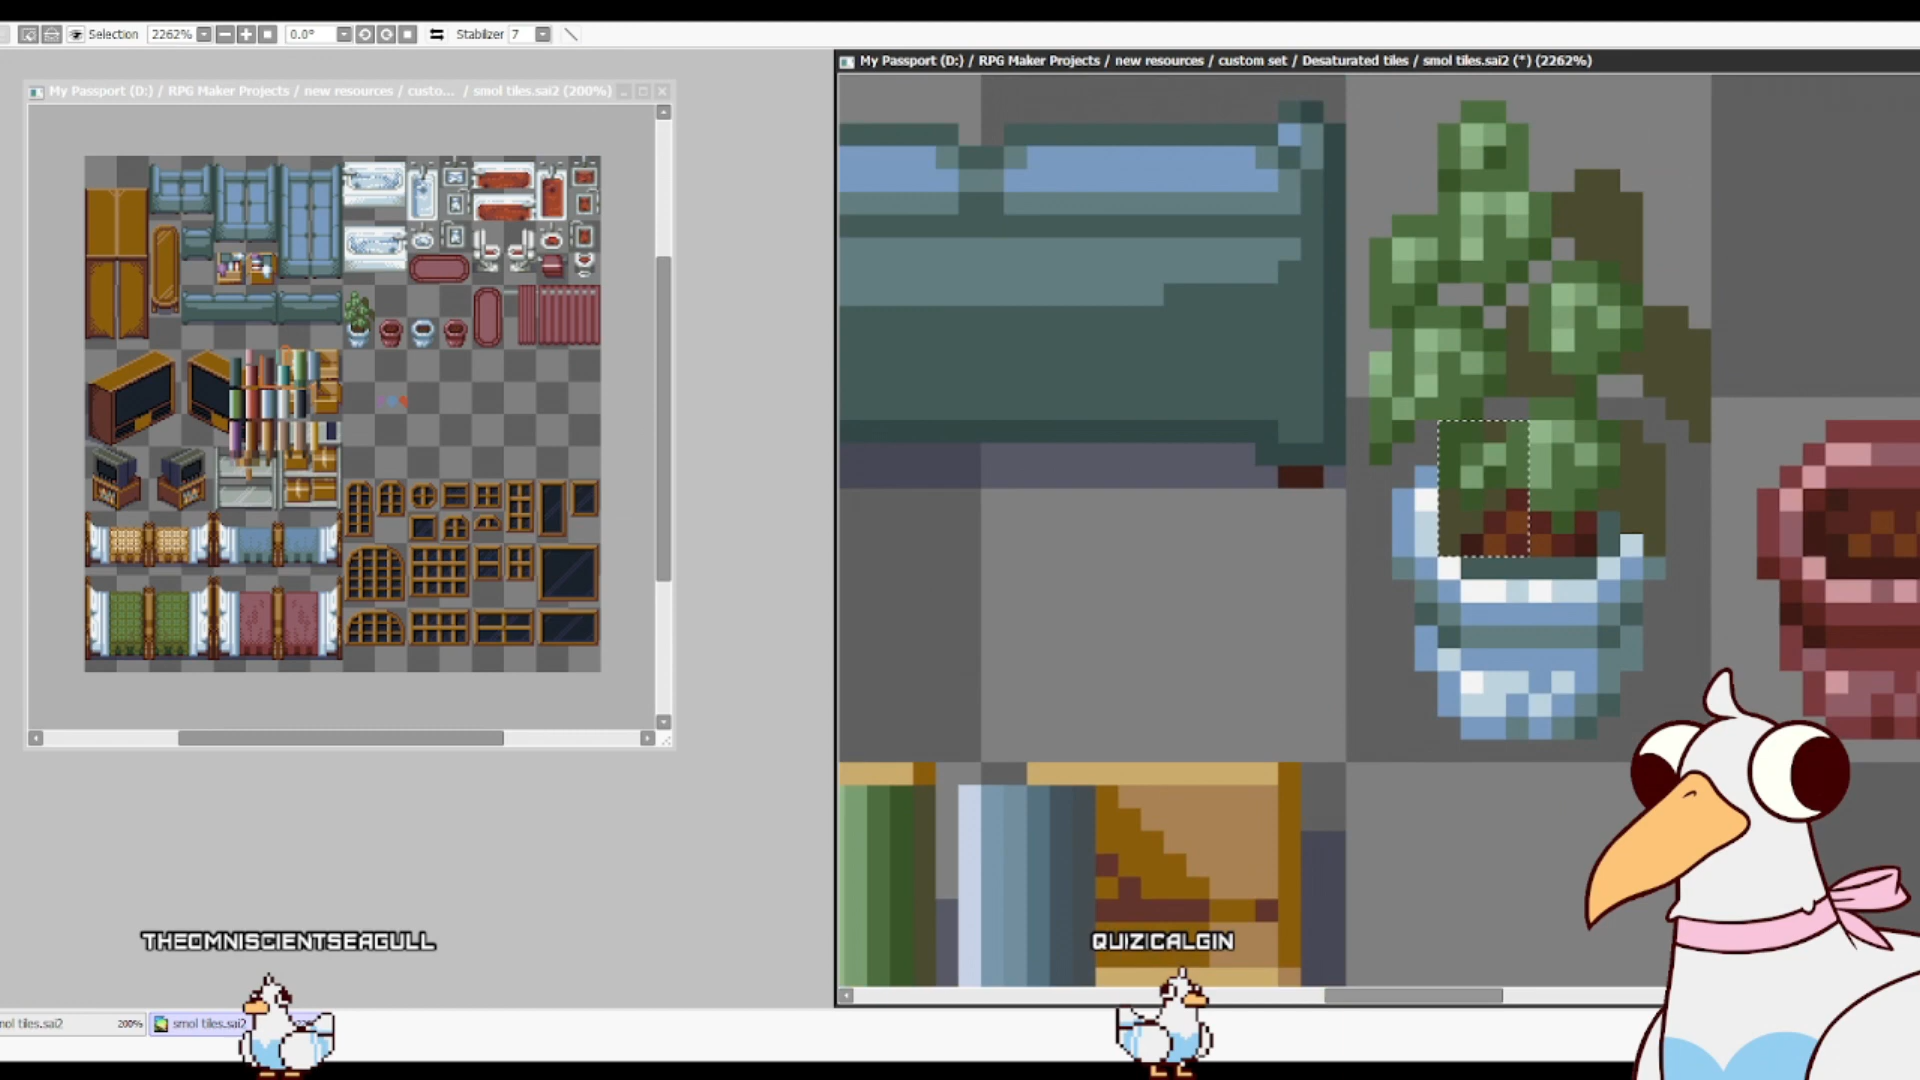 Selection 2262% 0.0° Stabilizer 7
My Passport (D:) / RPG Maker Projects / new resources / custo... / smol tiles.sai2 (200%)
My Passport (D:) / RPG Maker Projects / new resources / custom set / Desaturated tiles / smol tiles.sai2 (*) (2262%)
THEOMNISCIENTSEAGULL
QUIZICALGIN
mol tiles.sai2 200% smol tiles.sai2